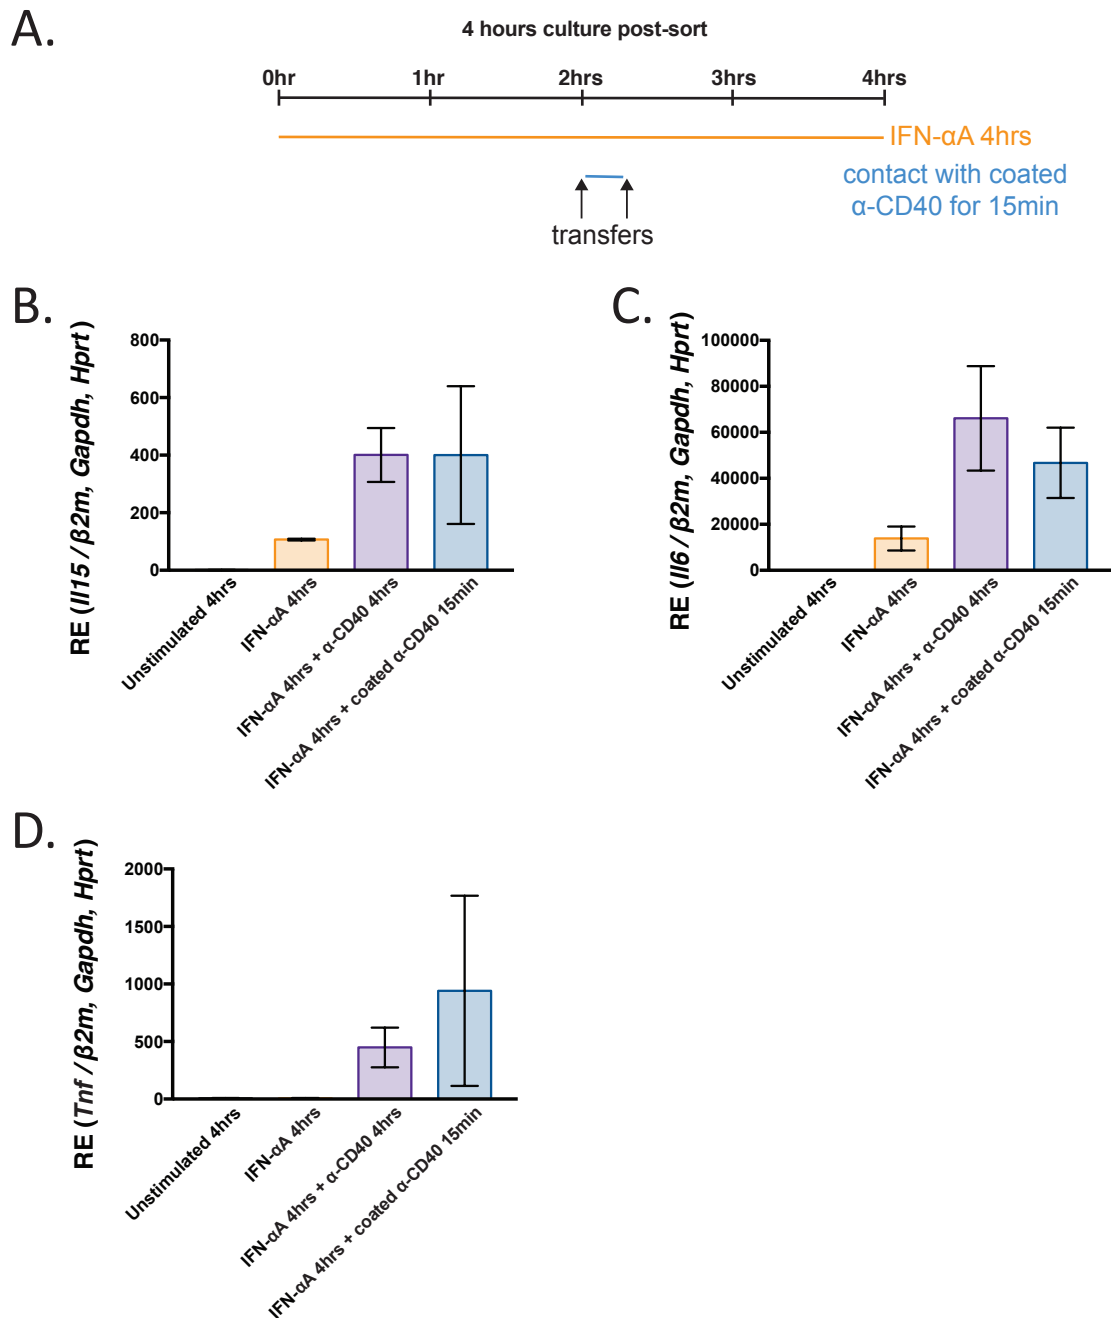 A.
4 hours culture post-sort
0hr 1hr 2hrs 3hrs 4hrs
IFN-αA 4hrs
contact with coated
α-CD40 for 15min
transfers
B.
RE (Il15 / β2m, Gapdh, Hprt)
800
600
400
200
0
Unstimulated 4hrs
IFN-αA 4hrs
IFN-αA 4hrs + α-CD40 4hrs
IFN-αA 4hrs + coated α-CD40 15min
C.
RE (Il6 / β2m, Gapdh, Hprt)
100000
80000
60000
40000
20000
0
Unstimulated 4hrs
IFN-αA 4hrs
IFN-αA 4hrs + α-CD40 4hrs
IFN-αA 4hrs + coated α-CD40 15min
D.
RE (Tnf / β2m, Gapdh, Hprt)
2000
1500
1000
500
0
Unstimulated 4hrs
IFN-αA 4hrs
IFN-αA 4hrs + α-CD40 4hrs
IFN-αA 4hrs + coated α-CD40 15min